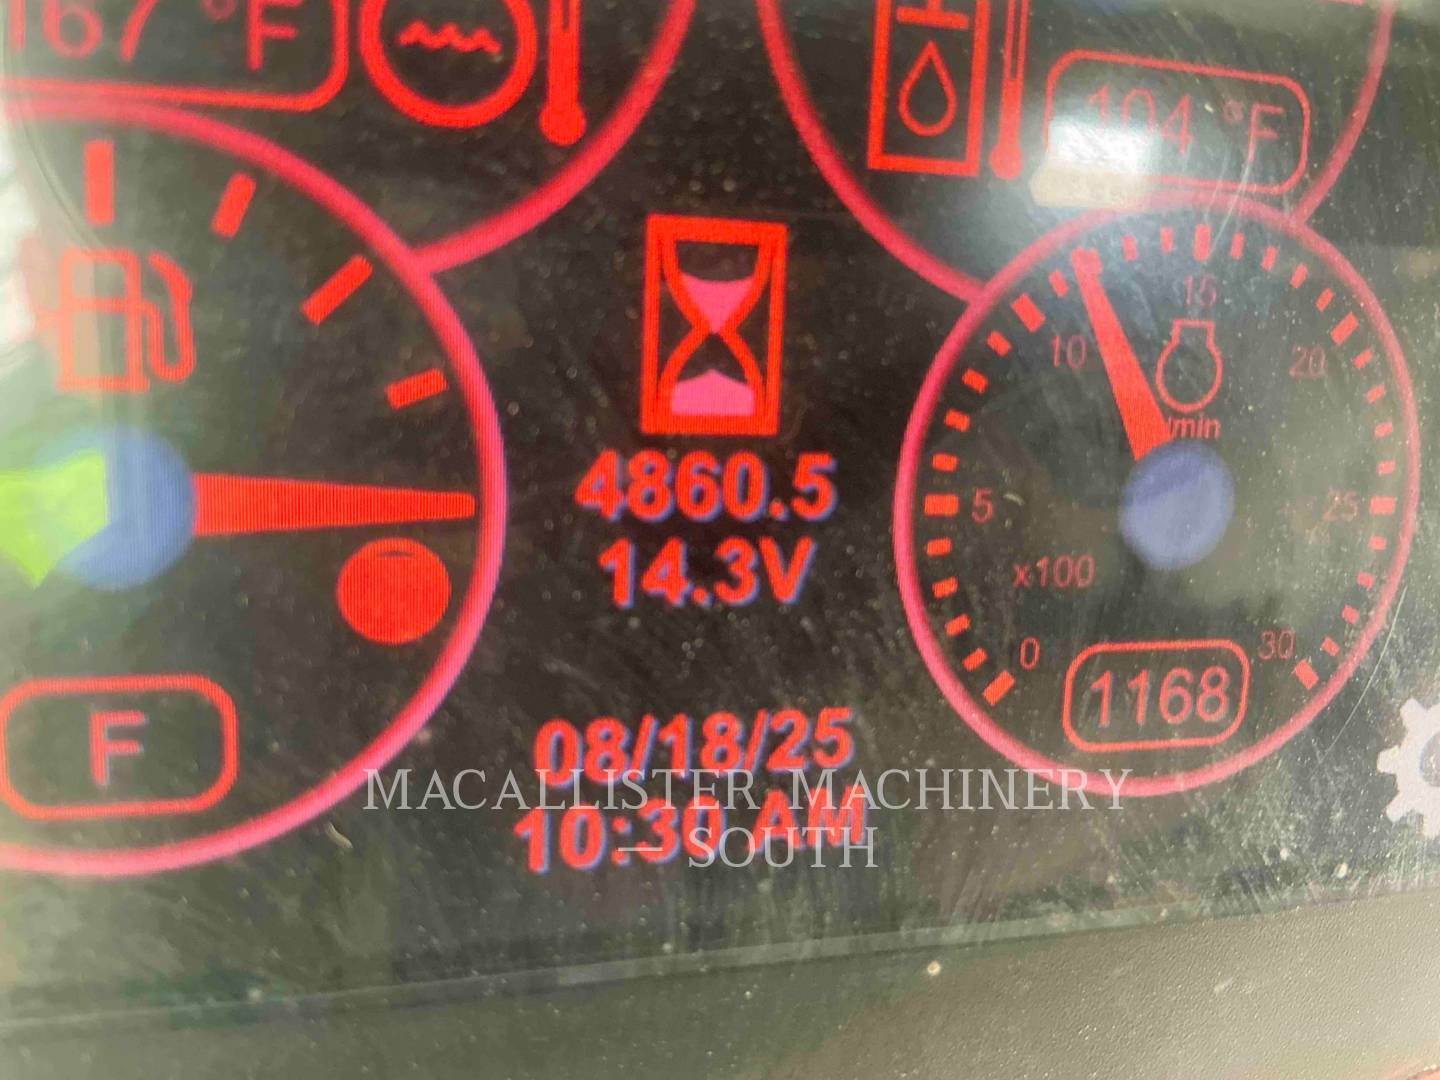 167 °F
104 °F
15
10
20
/min
4860.5
5
25
14.3V
x100
0
30
1168
F
08/18/25
10:30 AM
MACALLISTER MACHINERY
— SOUTH